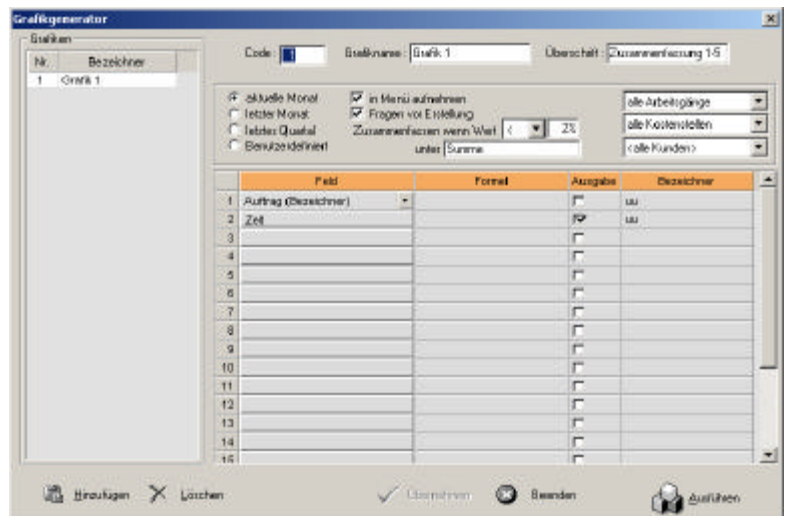 Grafikgenerator
Grafiken
Nr. Bezeichner
1 Grafik 1
Code: 1 Grafikname: Grafik 1 Überschrift: Zusammenfassung 1-5
aktuelle Monat
letzter Monat
letztes Quartal
Benutzerdefiniert
in Menü aufnehmen
Fragen vor Erstellung
Zusammenfassen wenn Wert < 2%
unter Summe
alle Arbeitsgänge
alle Kostenstellen
<alle Kunden>
Feld Formel Ausgabe Bezeichner
1 Auftrag (Bezeichner) uu
2 Zeit uu
3
4
5
6
7
8
9
10
11
12
13
14
15
Hinzufügen Löschen Übernehmen Beenden Ausführen